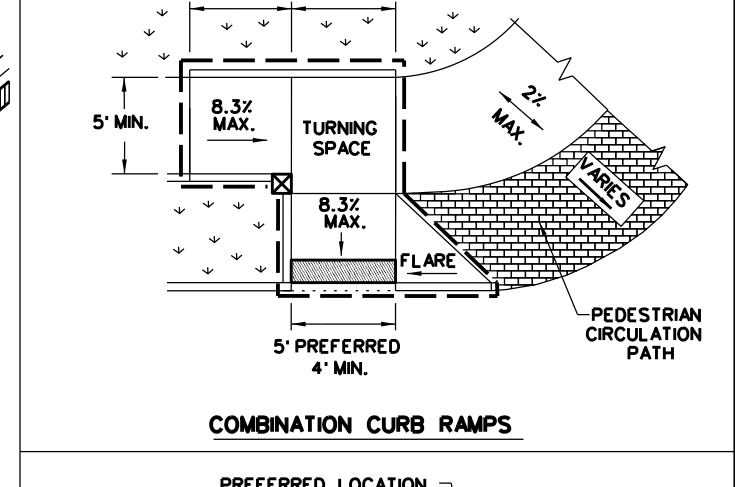 8.3%
MAX.
5' MIN.
TURNING
SPACE
2%
MAX.
VARIES
8.3%
MAX.
FLARE
PEDESTRIAN
CIRCULATION
PATH
5' PREFERRED
4' MIN.
COMBINATION CURB RAMPS
PREFERRED LOCATION